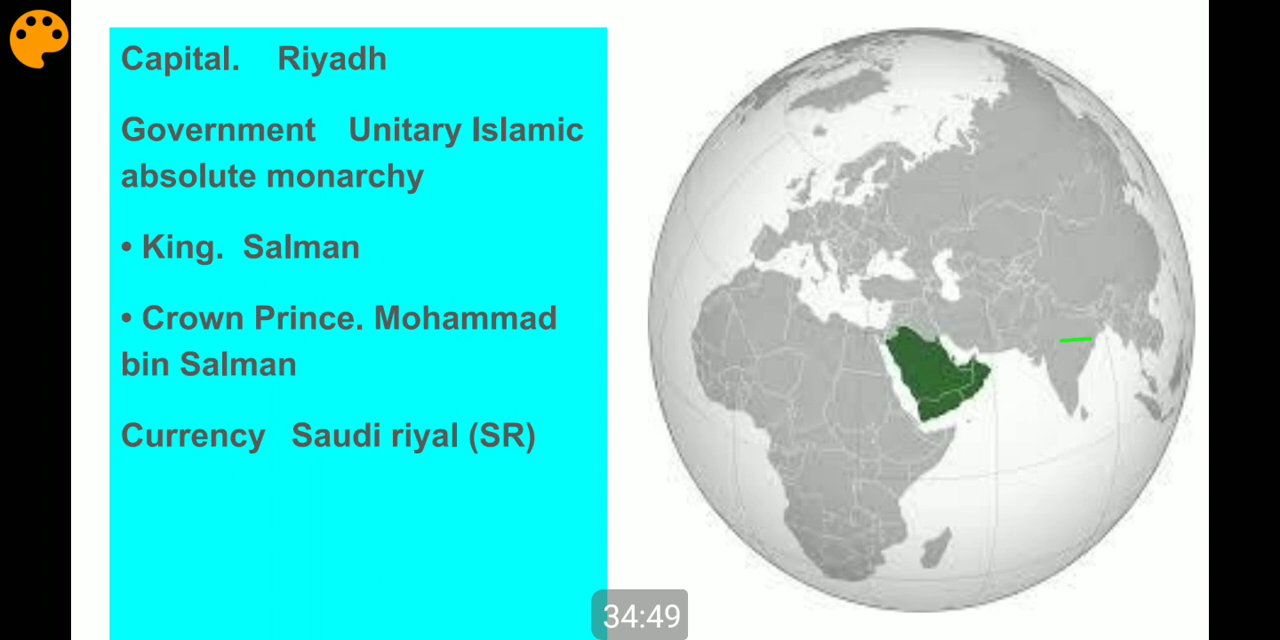 Capital. Riyadh
Government Unitary Islamic
absolute monarchy
• King. Salman
• Crown Prince. Mohammad
bin Salman
Currency Saudi riyal (SR)
34:49